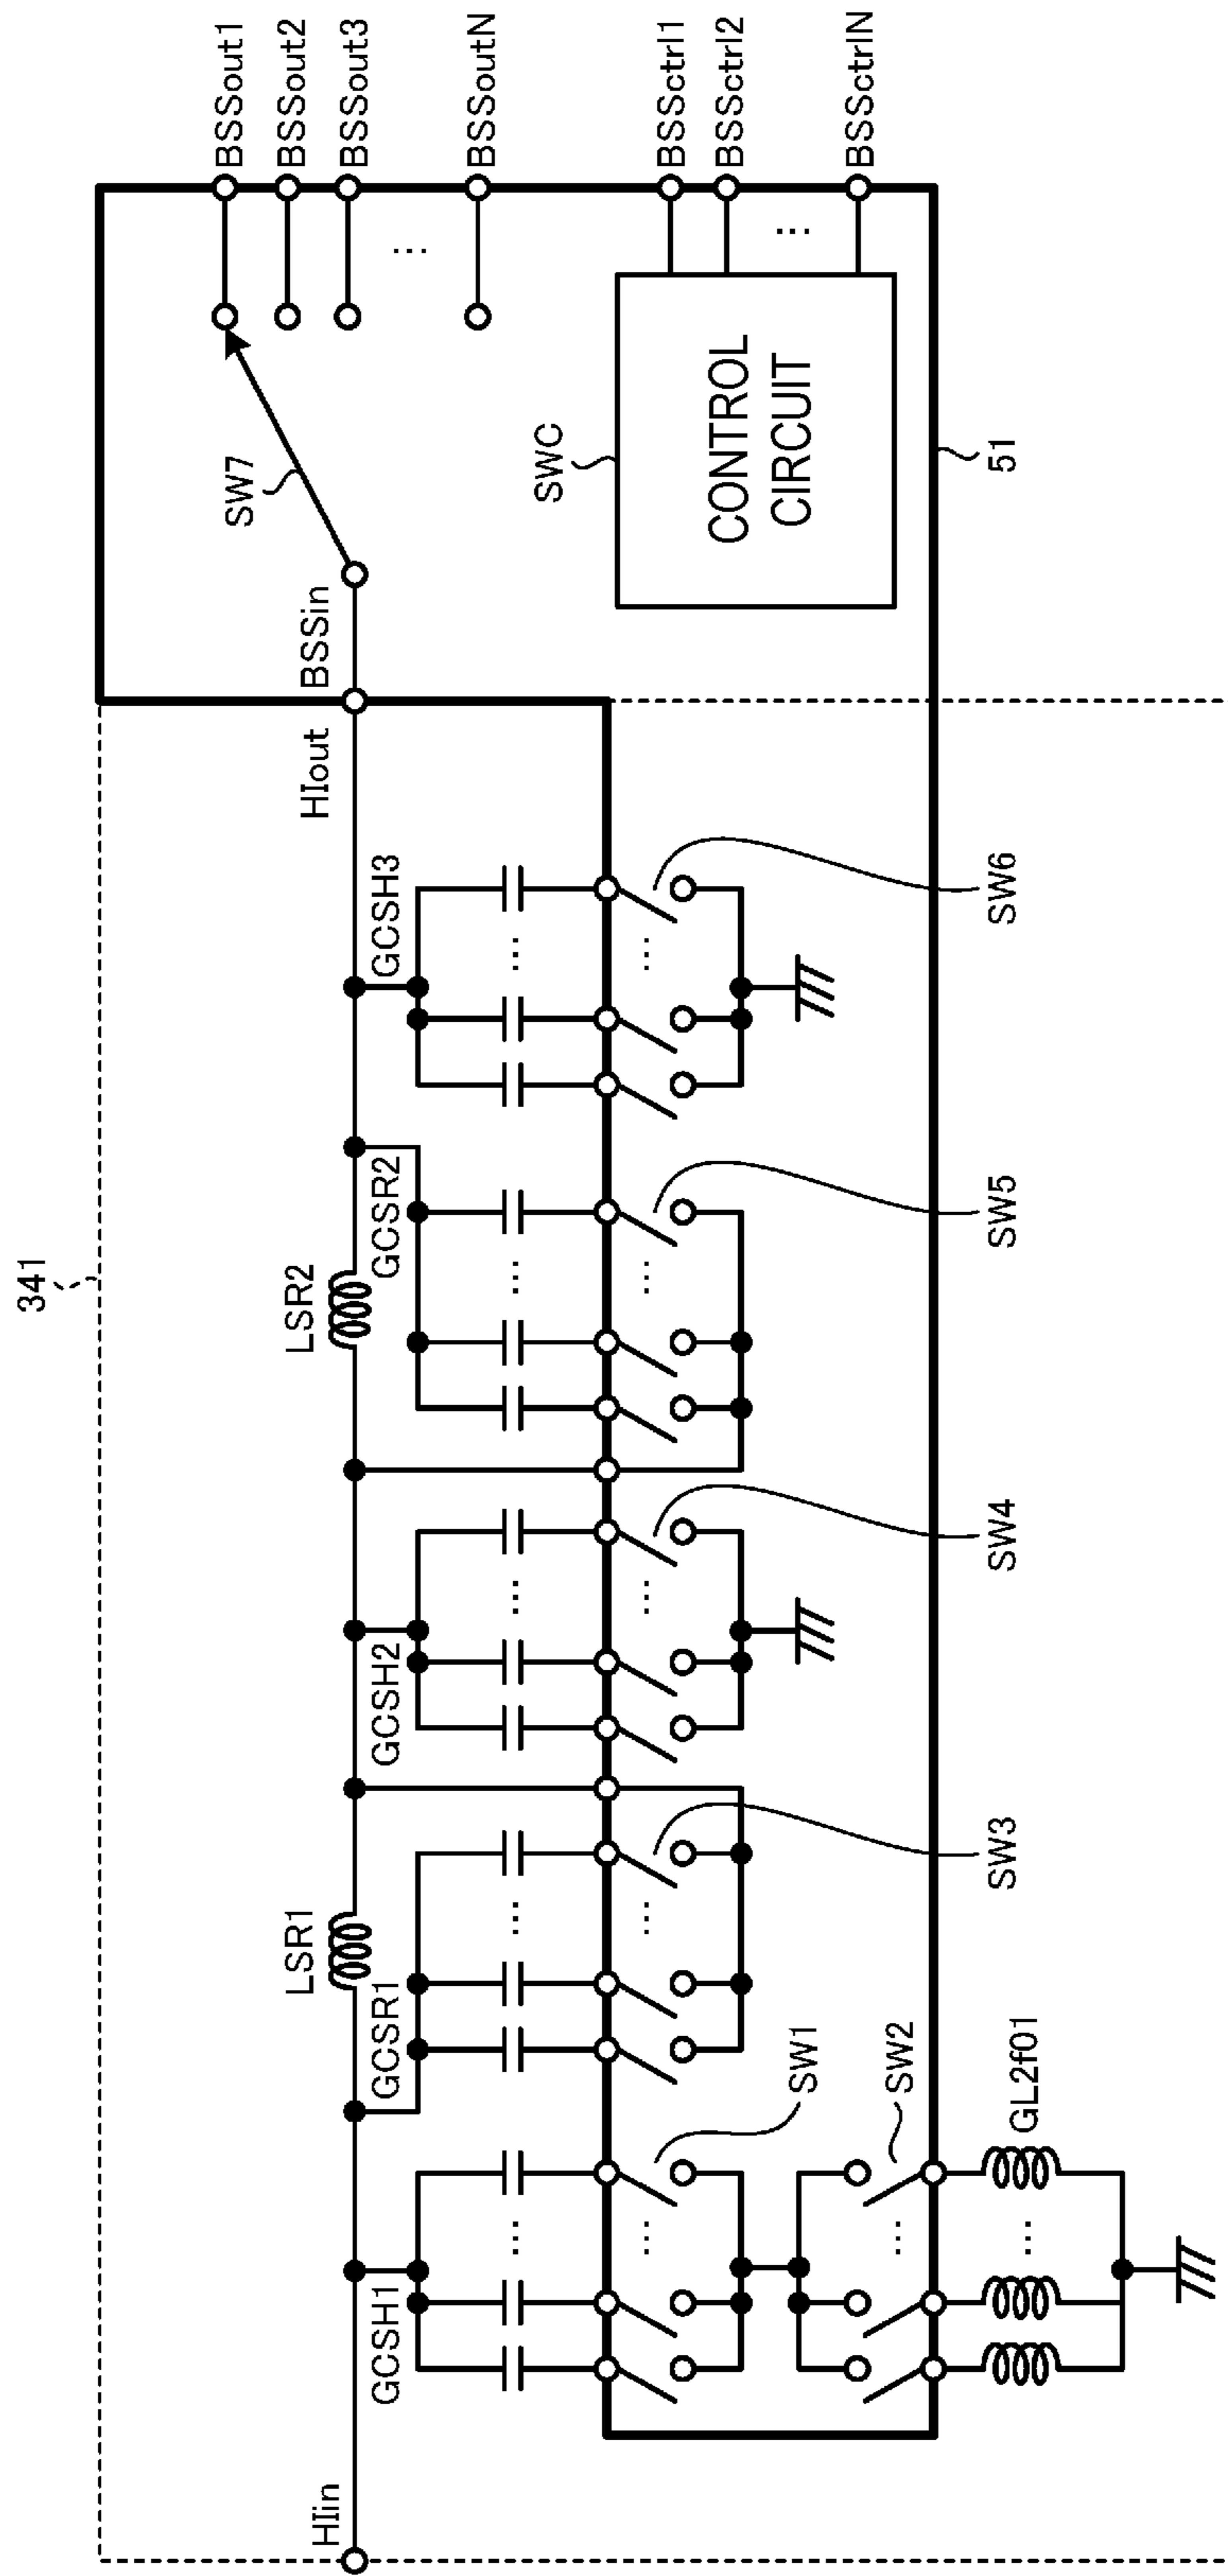 341
HIin
GCSH1
GCSR1
LSR1
GCSH2
LSR2
GCSR2
GCSH3
HIout
BSSin
SW7
BSSout1
BSSout2
BSSout3
...
BSSoutN
SWC
CONTROL
CIRCUIT
BSSctrl1
BSSctrl2
...
BSSctrlN
SW1
SW2
GL2f01
SW3
SW4
SW5
SW6
51